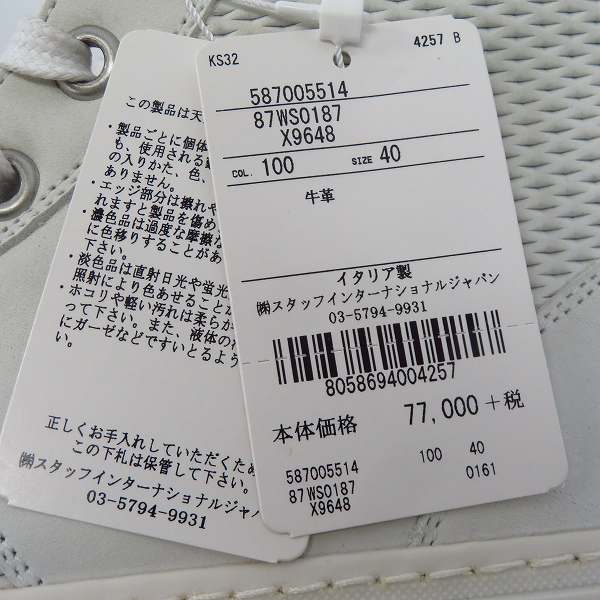 KS32 4257 B
587005514
87WS0187
X9648
COL. 100 SIZE 40
牛革
イタリア製
㈱スタッフインターナショナルジャパン
03-5794-9931
8058694004257
本体価格 77,000 +税
587005514 100 40
87WS0187 0161
X9648
この製品は天
・製品ごとに個体
も、使用される
の入りかた、色、
ありません。
・エッジ部分は擦れや
れますと製品を傷め
・濃色品は過度な摩擦
に色移りすることがあ
下さい。
・淡色品は直射日光や蛍光
照射により色あせること
・ホコリや軽い汚れは柔らか
って下さい。また、液体の
にガーゼなどですいとるよう
い。
正しくお手入れしていただくため
この下札は保管して下さい。
㈱スタッフインターナショナルジャ
03-5794-9931